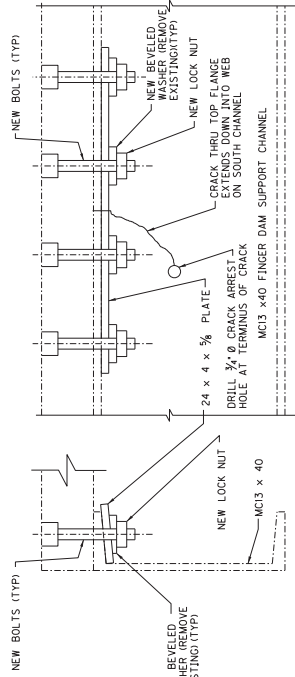 NEW BOLTS (TYP)
NEW BEVELED
WASHER (REMOVE
EXISTING)(TYP)
NEW LOCK NUT
CRACK THRU TOP FLANGE
EXTENDS DOWN INTO WEB
ON SOUTH CHANNEL
24 x 4 x 5/8 PLATE
DRILL 3/4" Ø CRACK ARREST
HOLE AT TERMINUS OF CRACK
MC13 x40 FINGER DAM SUPPORT CHANNEL
NEW BOLTS (TYP)
NEW LOCK NUT
MC13 x 40
BEVELED
HER (REMOVE
STING)(TYP)